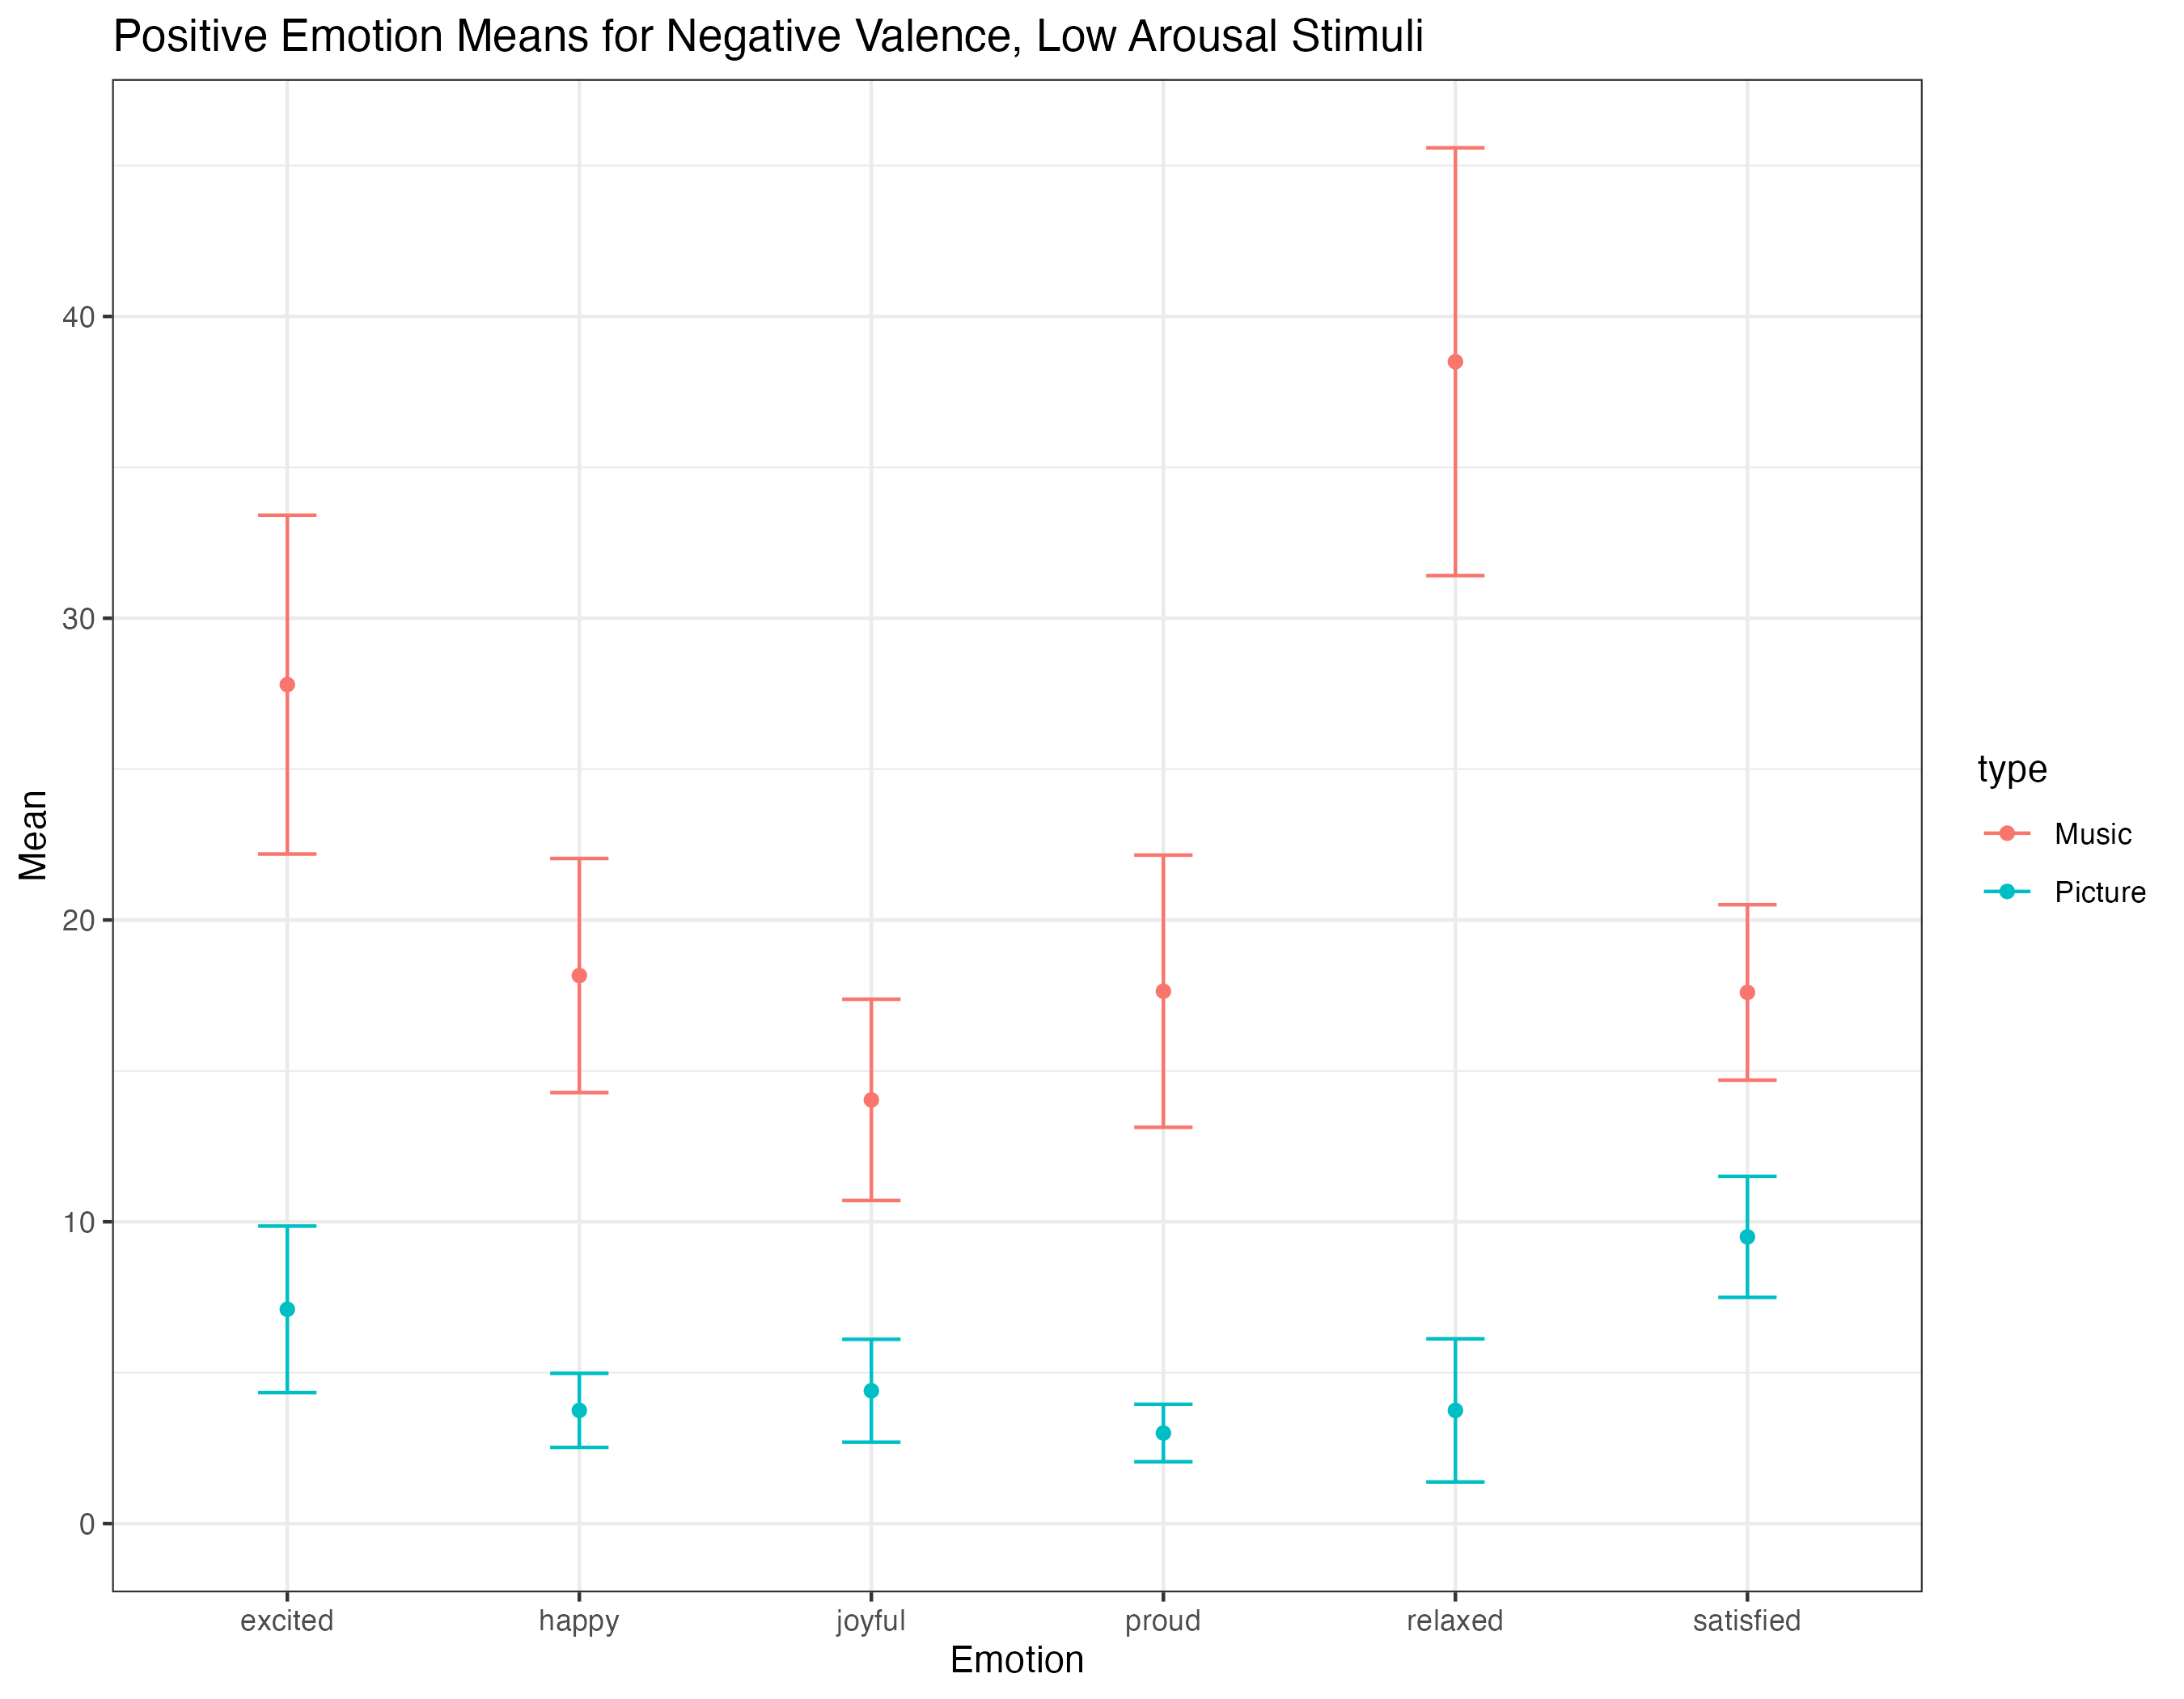 Positive Emotion Means for Negative Valence, Low Arousal Stimuli
Mean
40
30
20
10
0
excited happy joyful proud relaxed satisfied
Emotion
type
Music
Picture